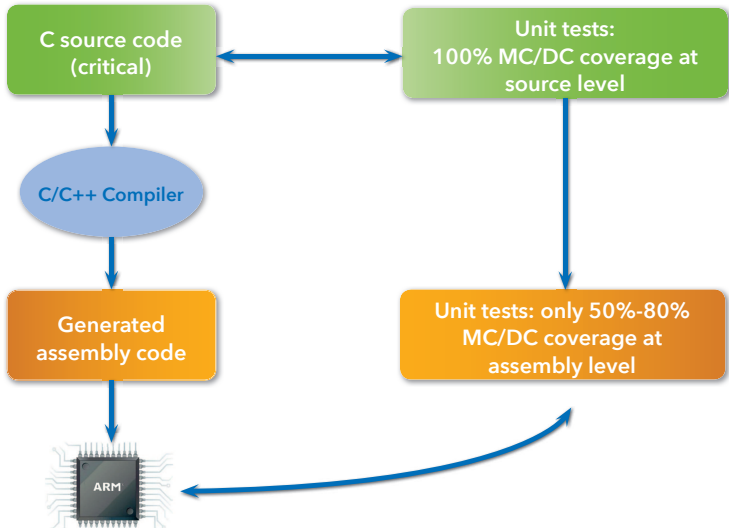 C source code
(critical)
Unit tests:
100% MC/DC coverage at
source level
C/C++ Compiler
Generated
assembly code
Unit tests: only 50%-80%
MC/DC coverage at
assembly level
ARM